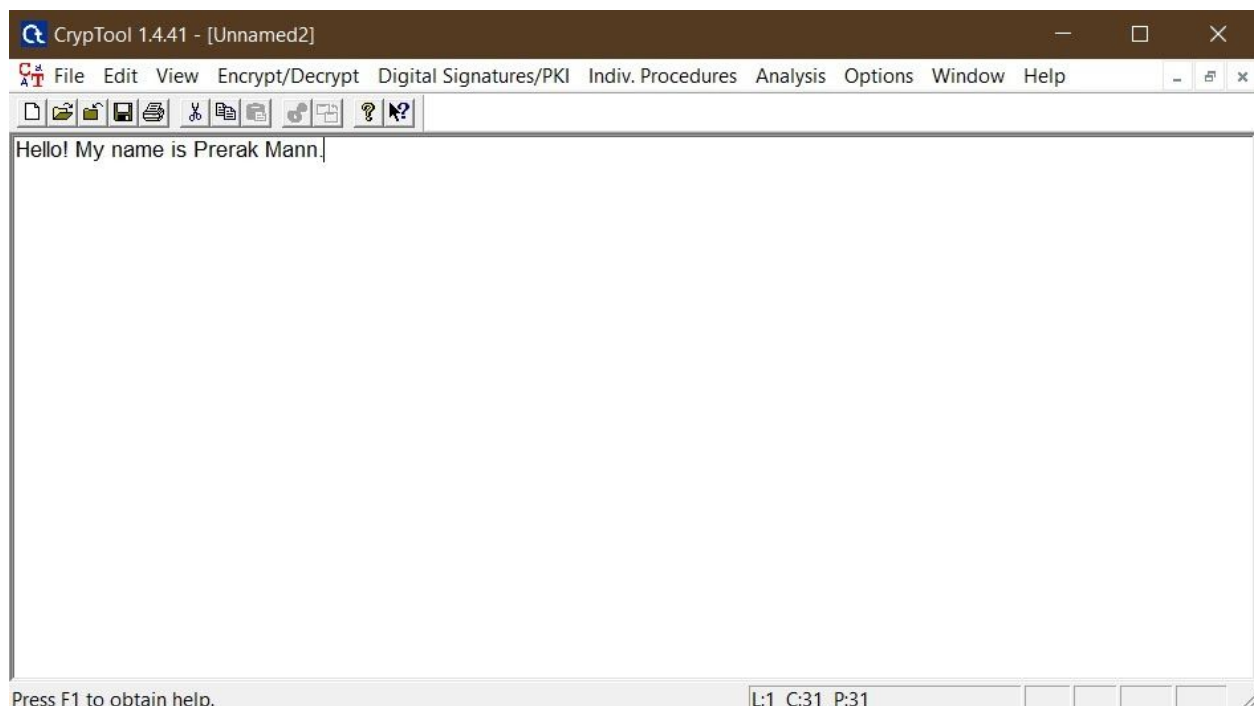 CrypTool 1.4.41 - [Unnamed2]
File Edit View Encrypt/Decrypt Digital Signatures/PKI Indiv. Procedures Analysis Options Window Help
Hello! My name is Prerak Mann.
Press F1 to obtain help. L:1 C:31 P:31